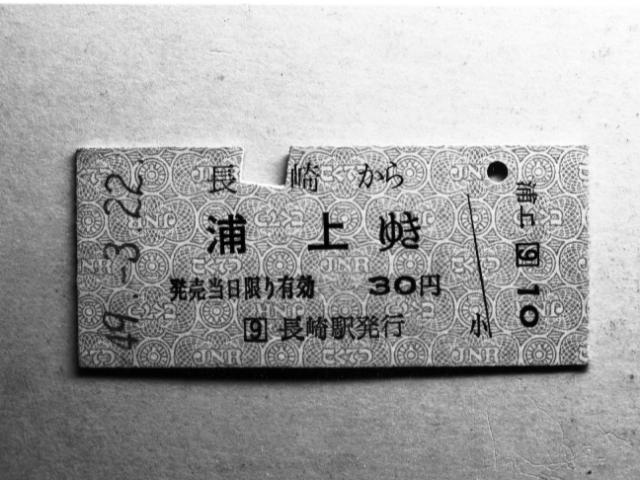 49.-3.22.
長崎から
浦上ゆき
発売当日限り有効 30円
9 長崎駅発行
小
浦上 9 10